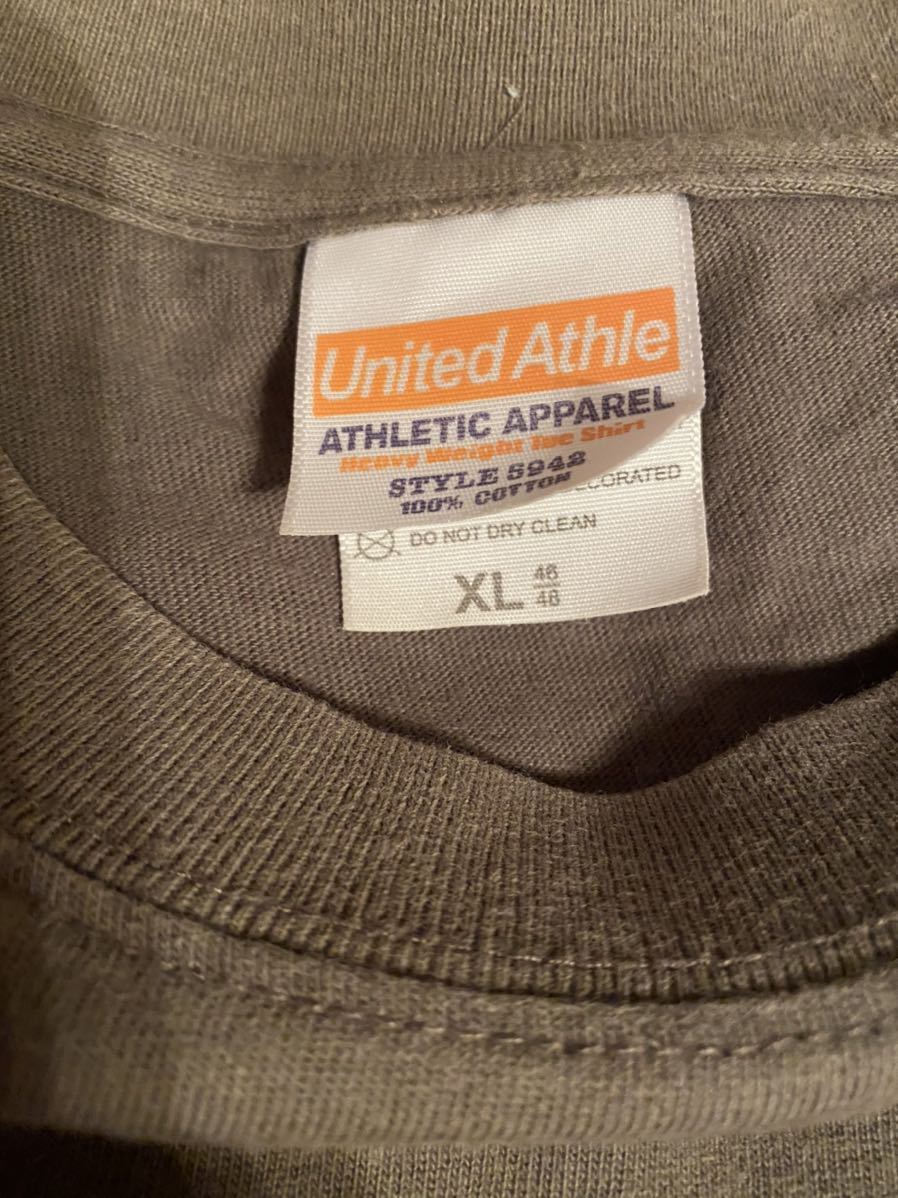 United Athle
ATHLETIC APPAREL
Heavy Weight Tee Shirt
STYLE 5942
100% COTTON
DECORATED
DO NOT DRY CLEAN
XL 46/48